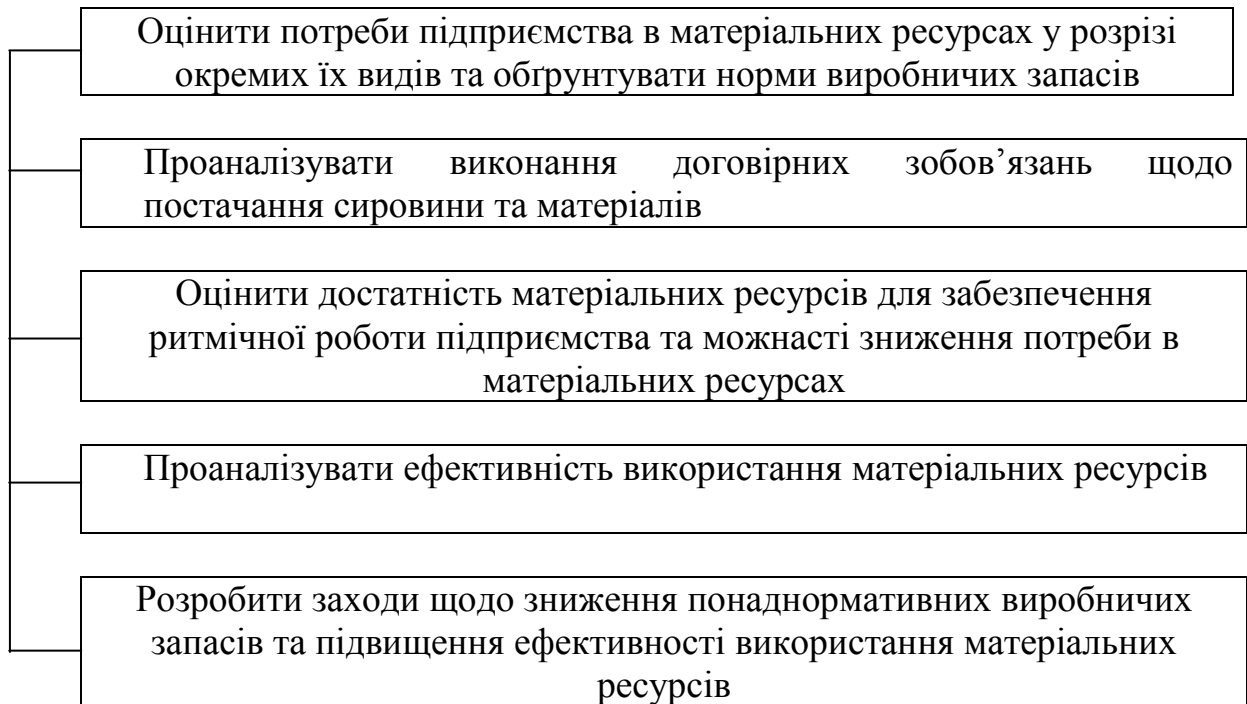 Оцінити потреби підприємства в матеріальних ресурсах у розрізі
окремих їх видів та обґрунтувати норми виробничих запасів
Проаналізувати виконання договірних зобов’язань щодо
постачання сировини та матеріалів
Оцінити достатність матеріальних ресурсів для забезпечення
ритмічної роботи підприємства та можнасті зниження потреби в
матеріальних ресурсах
Проаналізувати ефективність використання матеріальних ресурсів
Розробити заходи щодо зниження понаднормативних виробничих
запасів та підвищення ефективності використання матеріальних
ресурсів